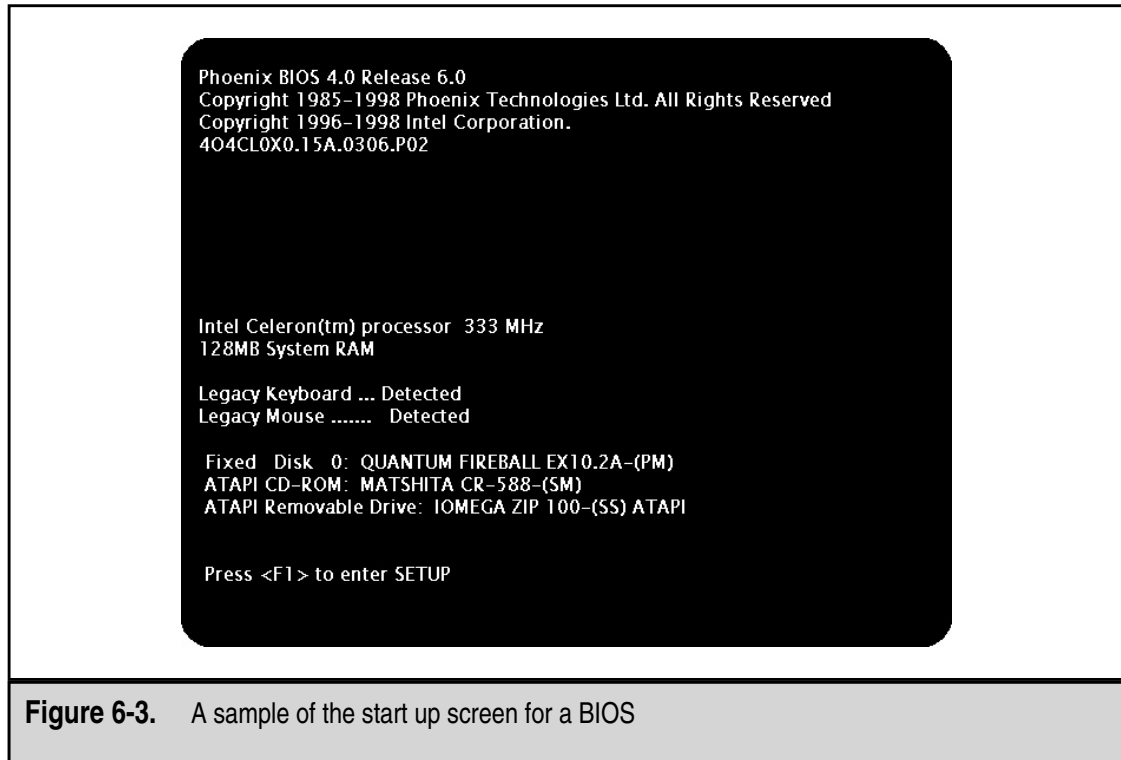 Phoenix BIOS 4.0 Release 6.0
Copyright 1985-1998 Phoenix Technologies Ltd. All Rights Reserved
Copyright 1996-1998 Intel Corporation.
4O4CL0X0.15A.0306.P02
Intel Celeron(tm) processor 333 MHz
128MB System RAM
Legacy Keyboard ... Detected
Legacy Mouse ....... Detected
Fixed Disk 0: QUANTUM FIREBALL EX10.2A-(PM)
ATAPI CD-ROM: MATSHITA CR-588-(SM)
ATAPI Removable Drive: IOMEGA ZIP 100-(SS) ATAPI
Press <F1> to enter SETUP
Figure 6-3. A sample of the start up screen for a BIOS